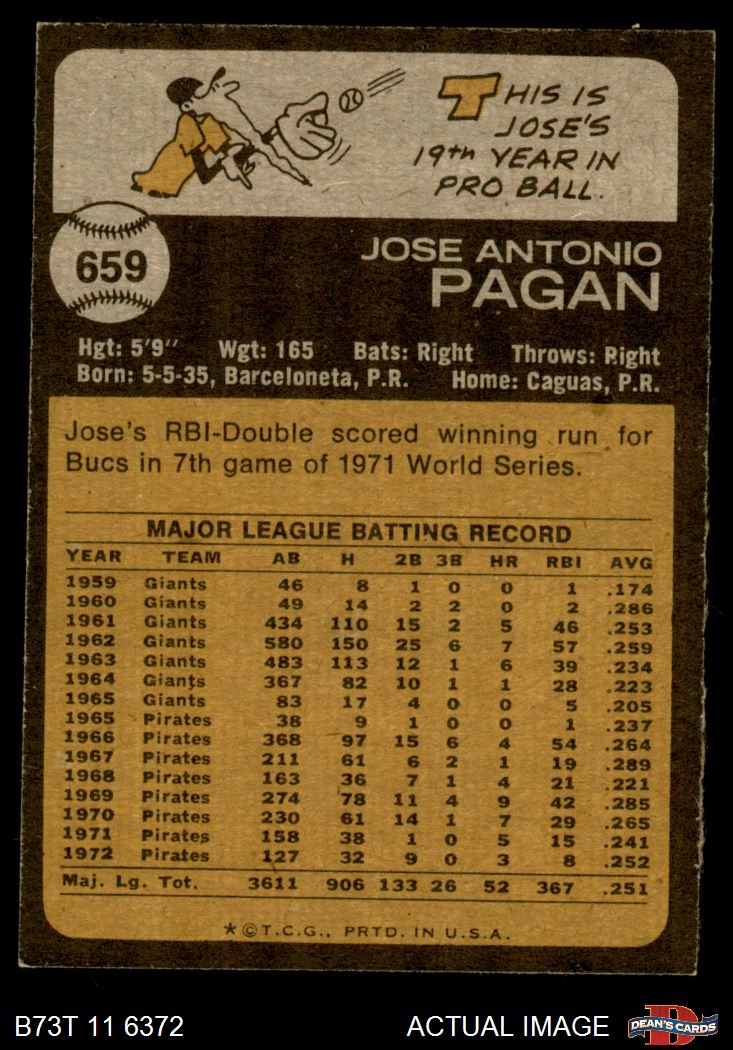 THIS IS
JOSE'S
19th YEAR IN
PRO BALL.
659
JOSE ANTONIO
PAGAN
Hgt: 5'9" Wgt: 165 Bats: Right Throws: Right
Born: 5-5-35, Barceloneta, P.R. Home: Caguas, P.R.
Jose's RBI-Double scored winning run for
Bucs in 7th game of 1971 World Series.
MAJOR LEAGUE BATTING RECORD
YEAR TEAM AB H 2B 3B HR RBI AVG
1959 Giants 46 8 1 0 0 1 .174
1960 Giants 49 14 2 2 0 2 .286
1961 Giants 434 110 15 2 5 46 .253
1962 Giants 580 150 25 6 7 57 .259
1963 Giants 483 113 12 1 6 39 .234
1964 Giants 367 82 10 1 1 28 .223
1965 Giants 83 17 4 0 0 5 .205
1965 Pirates 38 9 1 0 0 1 .237
1966 Pirates 368 97 15 6 4 54 .264
1967 Pirates 211 61 6 2 1 19 .289
1968 Pirates 163 36 7 1 4 21 .221
1969 Pirates 274 78 11 4 9 42 .285
1970 Pirates 230 61 14 1 7 29 .265
1971 Pirates 158 38 1 0 5 15 .241
1972 Pirates 127 32 9 0 3 8 .252
Maj. Lg. Tot. 3611 906 133 26 52 367 .251
★©T.C.G., PRTD. IN U.S.A.
B73T 11 6372 ACTUAL IMAGE D DEAN'S CARDS